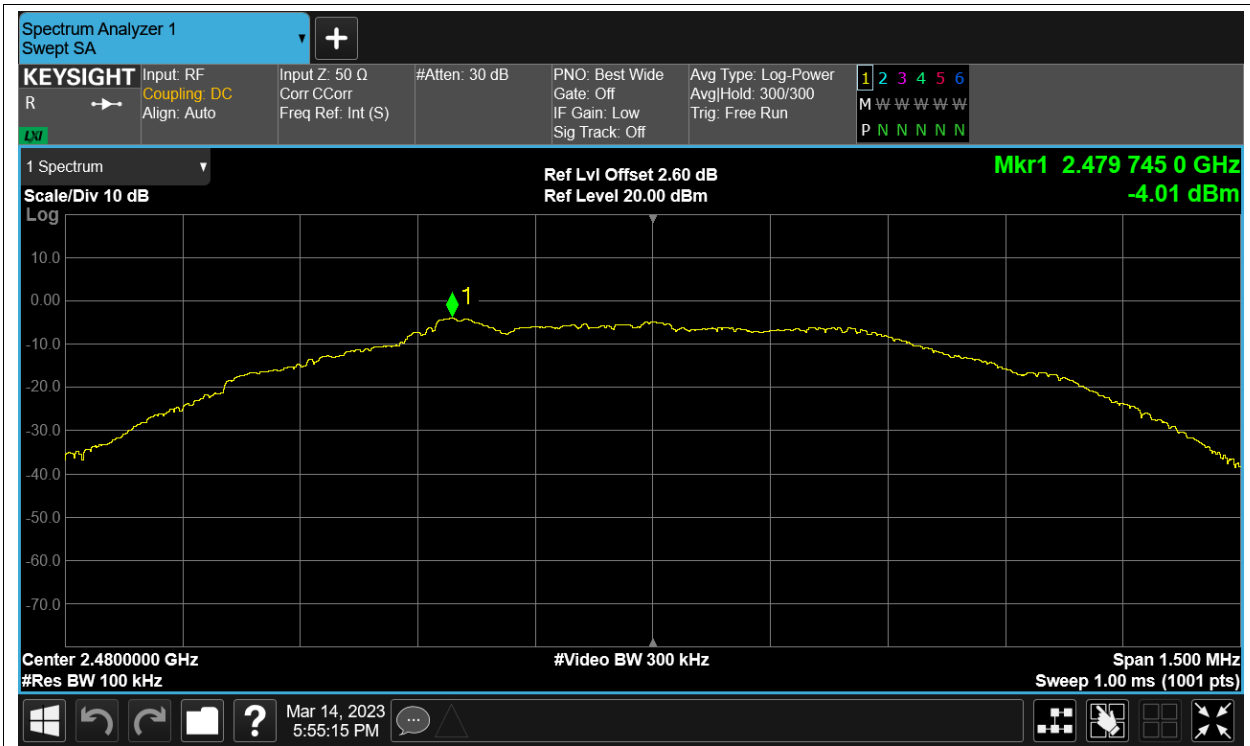 Spectrum Analyzer 1
Swept SA
KEYSIGHT
R
LXI
Input: RF
Coupling: DC
Align: Auto
Input Z: 50 Ω
Corr CCorr
Freq Ref: Int (S)
#Atten: 30 dB
PNO: Best Wide
Gate: Off
IF Gain: Low
Sig Track: Off
Avg Type: Log-Power
Avg|Hold: 300/300
Trig: Free Run
1 2 3 4 5 6
M W W W W W
P N N N N N
1 Spectrum
Scale/Div 10 dB
Log
Ref Lvl Offset 2.60 dB
Ref Level 20.00 dBm
Mkr1 2.479 745 0 GHz
-4.01 dBm
10.0
0.00
-10.0
-20.0
-30.0
-40.0
-50.0
-60.0
-70.0
1
Center 2.4800000 GHz
#Res BW 100 kHz
#Video BW 300 kHz
Span 1.500 MHz
Sweep 1.00 ms (1001 pts)
?
Mar 14, 2023
5:55:15 PM